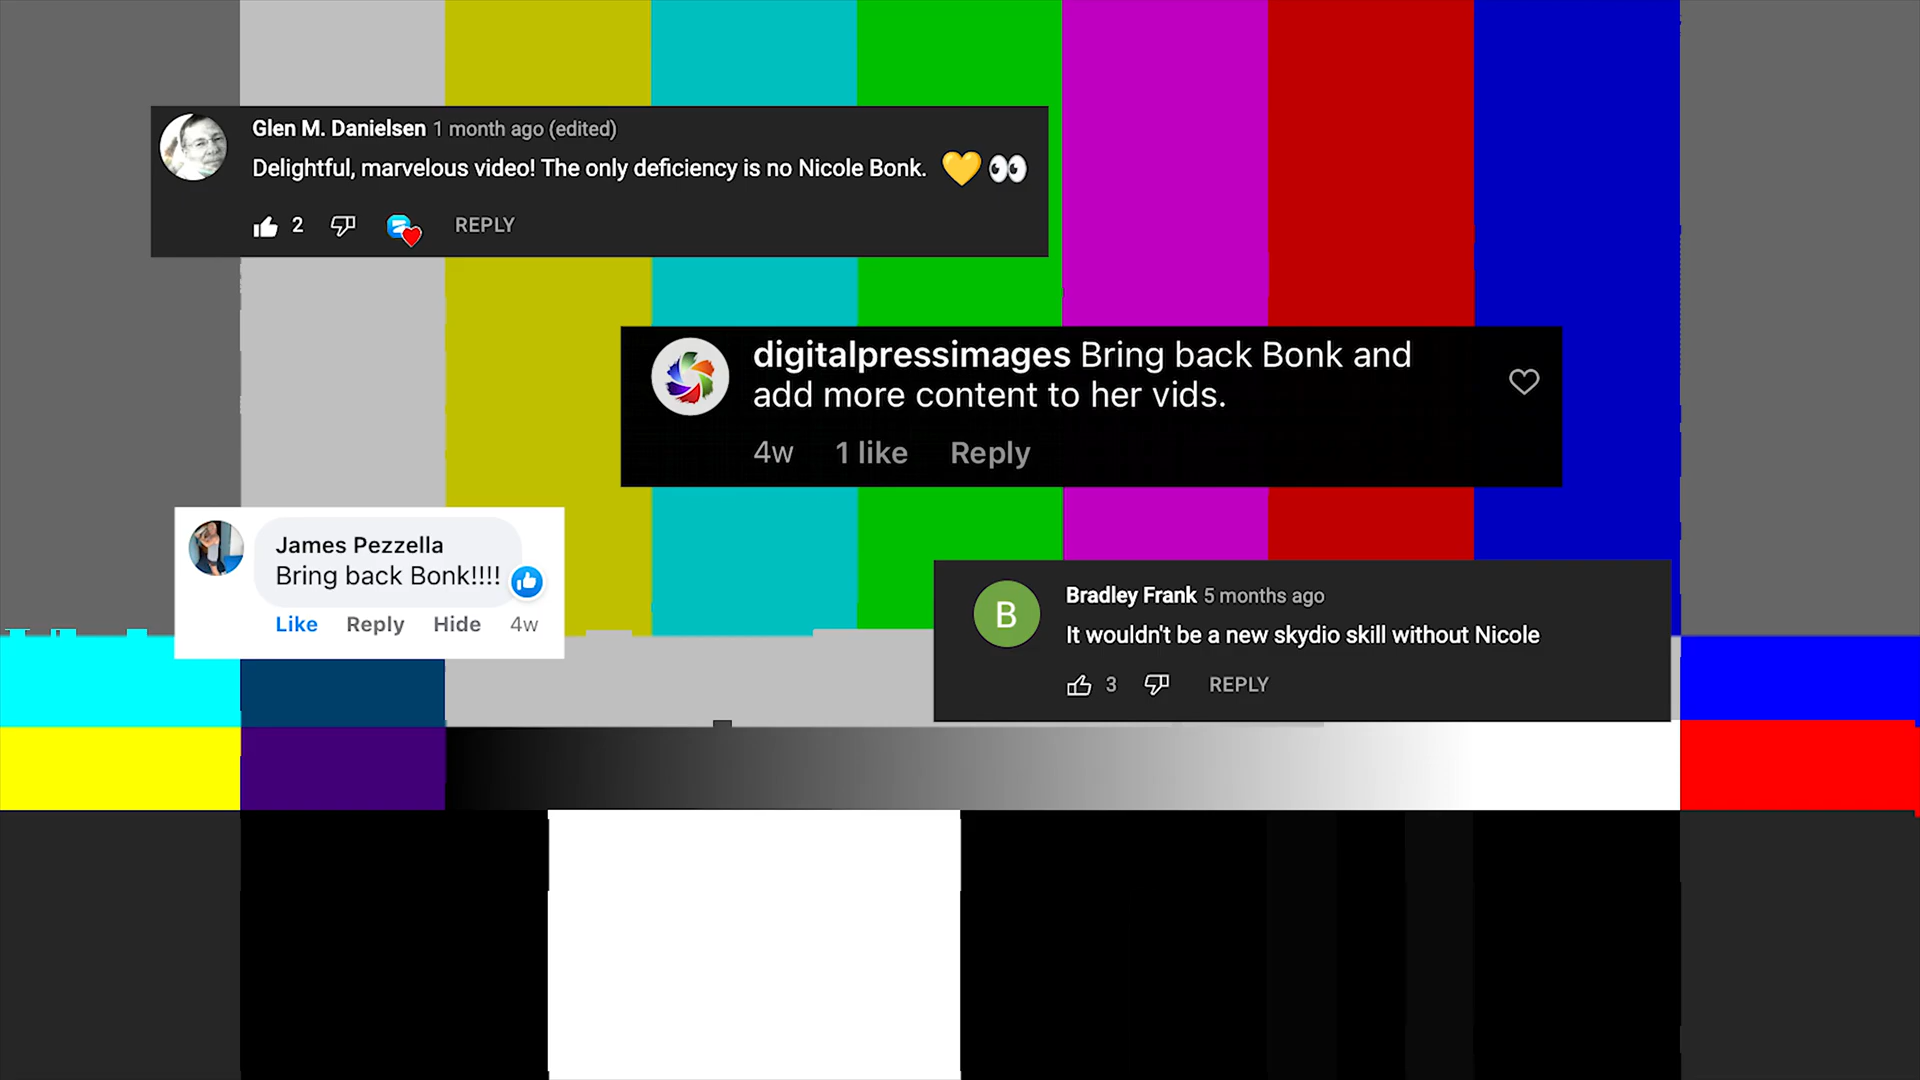 Glen M. Danielsen 1 month ago (edited)
Delightful, marvelous video! The only deficiency is no Nicole Bonk. 💛👀
2 REPLY
digitalpressimages Bring back Bonk and
add more content to her vids.
4w 1 like Reply
James Pezzella
Bring back Bonk!!!!
Like Reply Hide 4w
B
Bradley Frank 5 months ago
It wouldn't be a new skydio skill without Nicole
3 REPLY